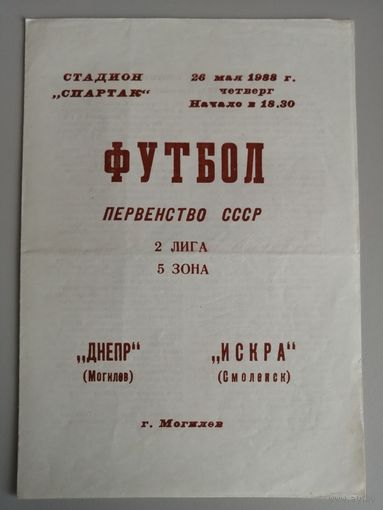 СТАДИОН
„СПАРТАК“
26 мая 1988 г.
четверг
Начало в 18.30
ФУТБОЛ
ПЕРВЕНСТВО СССР
2 ЛИГА
5 ЗОНА
„ДНЕПР“
(Могилев)
„ИСКРА“
(Смоленск)
г. Могилев